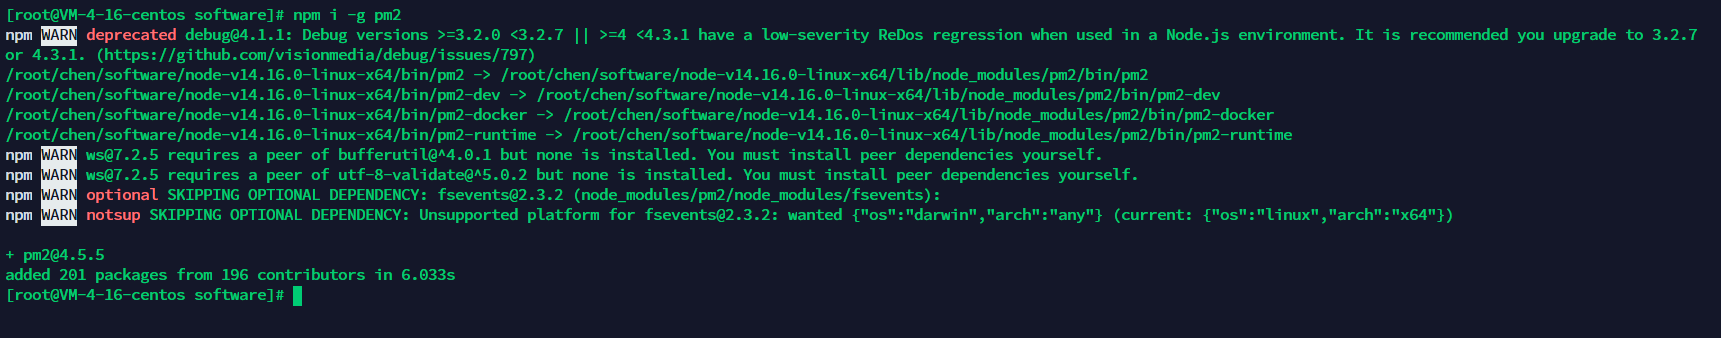 [root@VM-4-16-centos software]# npm i -g pm2
npm WARN deprecated debug@4.1.1: Debug versions >=3.2.0 <3.2.7 || >=4 <4.3.1 have a low-severity ReDos regression when used in a Node.js environment. It is recommended you upgrade to 3.2.7
or 4.3.1. (https://github.com/visionmedia/debug/issues/797)
/root/chen/software/node-v14.16.0-linux-x64/bin/pm2 -> /root/chen/software/node-v14.16.0-linux-x64/lib/node_modules/pm2/bin/pm2
/root/chen/software/node-v14.16.0-linux-x64/bin/pm2-dev -> /root/chen/software/node-v14.16.0-linux-x64/lib/node_modules/pm2/bin/pm2-dev
/root/chen/software/node-v14.16.0-linux-x64/bin/pm2-docker -> /root/chen/software/node-v14.16.0-linux-x64/lib/node_modules/pm2/bin/pm2-docker
/root/chen/software/node-v14.16.0-linux-x64/bin/pm2-runtime -> /root/chen/software/node-v14.16.0-linux-x64/lib/node_modules/pm2/bin/pm2-runtime
npm WARN ws@7.2.5 requires a peer of bufferutil@^4.0.1 but none is installed. You must install peer dependencies yourself.
npm WARN ws@7.2.5 requires a peer of utf-8-validate@^5.0.2 but none is installed. You must install peer dependencies yourself.
npm WARN optional SKIPPING OPTIONAL DEPENDENCY: fsevents@2.3.2 (node_modules/pm2/node_modules/fsevents):
npm WARN notsup SKIPPING OPTIONAL DEPENDENCY: Unsupported platform for fsevents@2.3.2: wanted {"os":"darwin","arch":"any"} (current: {"os":"linux","arch":"x64"})
+ pm2@4.5.5
added 201 packages from 196 contributors in 6.033s
[root@VM-4-16-centos software]#